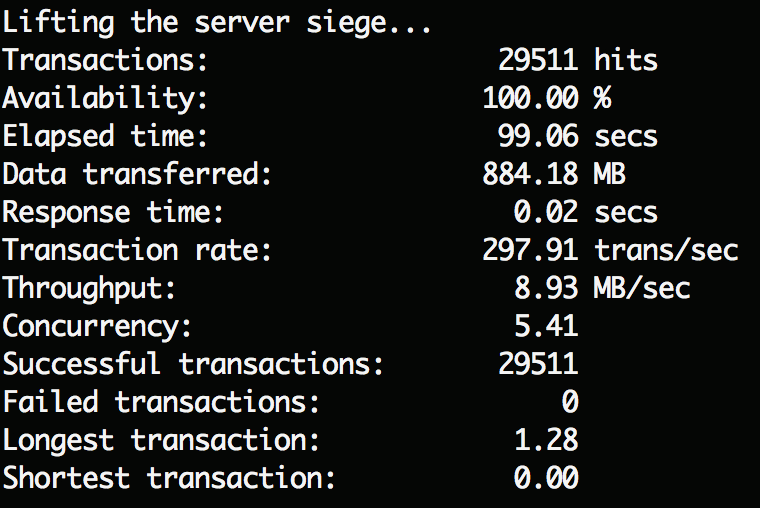 Lifting the server siege...
Transactions: 29511 hits
Availability: 100.00 %
Elapsed time: 99.06 secs
Data transferred: 884.18 MB
Response time: 0.02 secs
Transaction rate: 297.91 trans/sec
Throughput: 8.93 MB/sec
Concurrency: 5.41
Successful transactions: 29511
Failed transactions: 0
Longest transaction: 1.28
Shortest transaction: 0.00